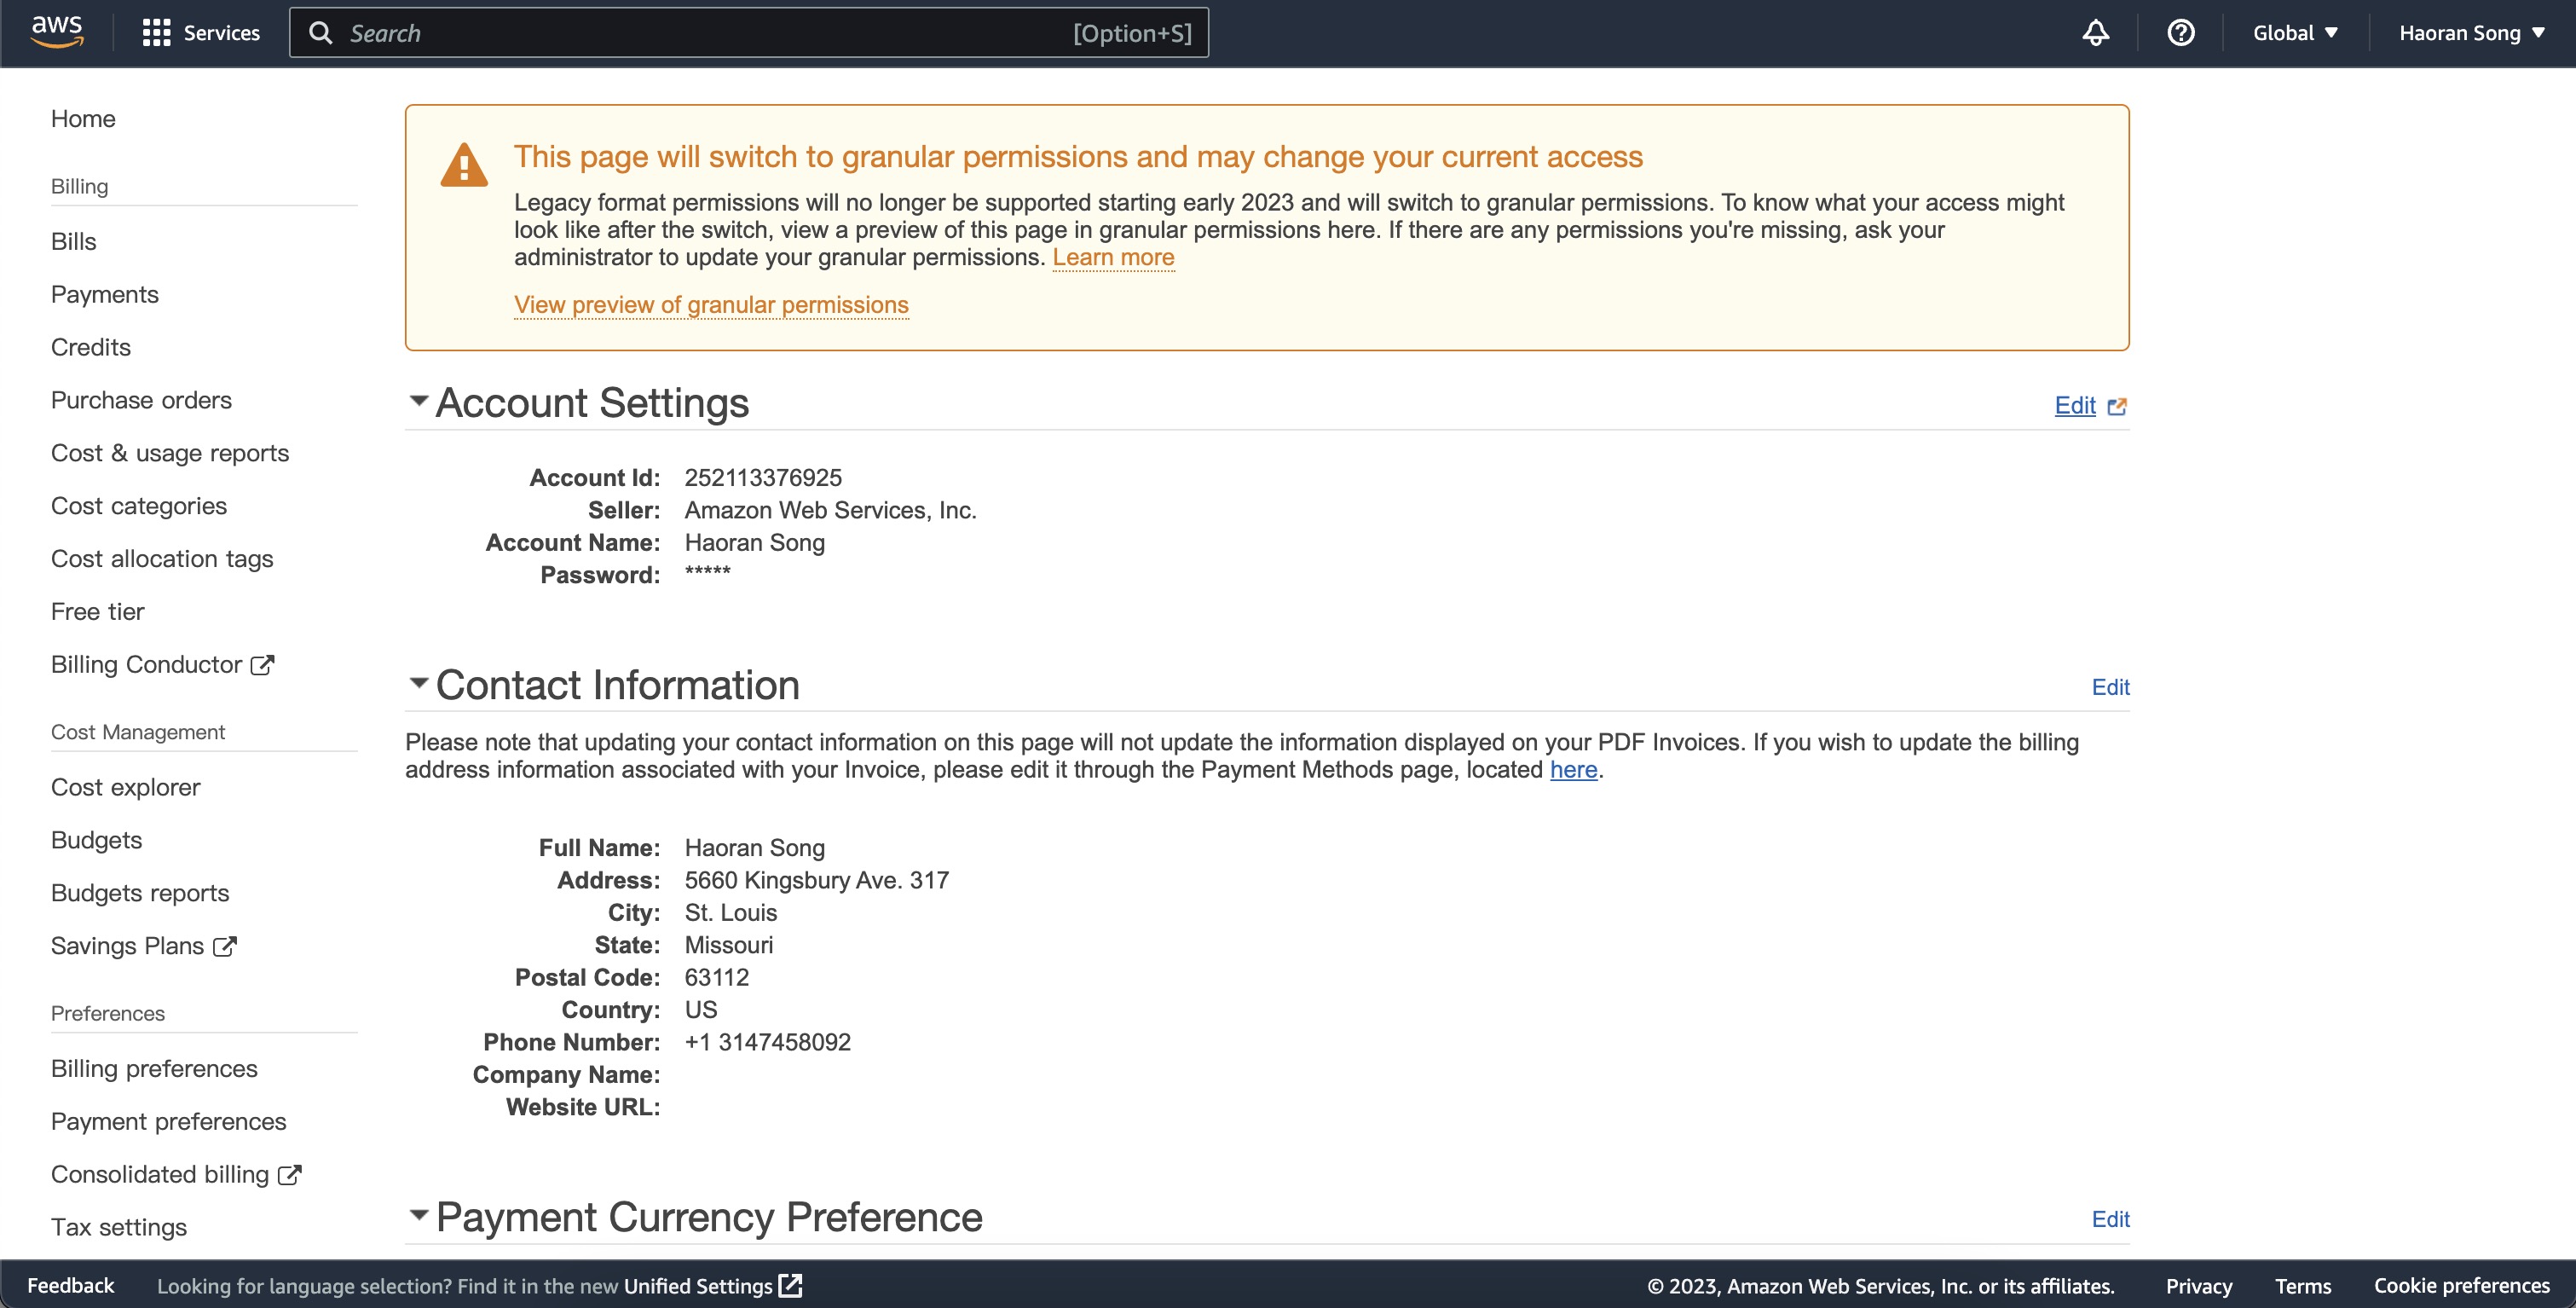 aws
Services
Search [Option+S]
Global
Haoran Song
Home
Billing
Bills
Payments
Credits
Purchase orders
Cost & usage reports
Cost categories
Cost allocation tags
Free tier
Billing Conductor
Cost Management
Cost explorer
Budgets
Budgets reports
Savings Plans
Preferences
Billing preferences
Payment preferences
Consolidated billing
Tax settings
This page will switch to granular permissions and may change your current access
Legacy format permissions will no longer be supported starting early 2023 and will switch to granular permissions. To know what your access might
look like after the switch, view a preview of this page in granular permissions here. If there are any permissions you're missing, ask your
administrator to update your granular permissions. Learn more
View preview of granular permissions
Account Settings Edit
Account Id: 252113376925
Seller: Amazon Web Services, Inc.
Account Name: Haoran Song
Password: *****
Contact Information Edit
Please note that updating your contact information on this page will not update the information displayed on your PDF Invoices. If you wish to update the billing
address information associated with your Invoice, please edit it through the Payment Methods page, located here.
Full Name: Haoran Song
Address: 5660 Kingsbury Ave. 317
City: St. Louis
State: Missouri
Postal Code: 63112
Country: US
Phone Number: +1 3147458092
Company Name:
Website URL:
Payment Currency Preference Edit
Feedback Looking for language selection? Find it in the new Unified Settings © 2023, Amazon Web Services, Inc. or its affiliates. Privacy Terms Cookie preferences